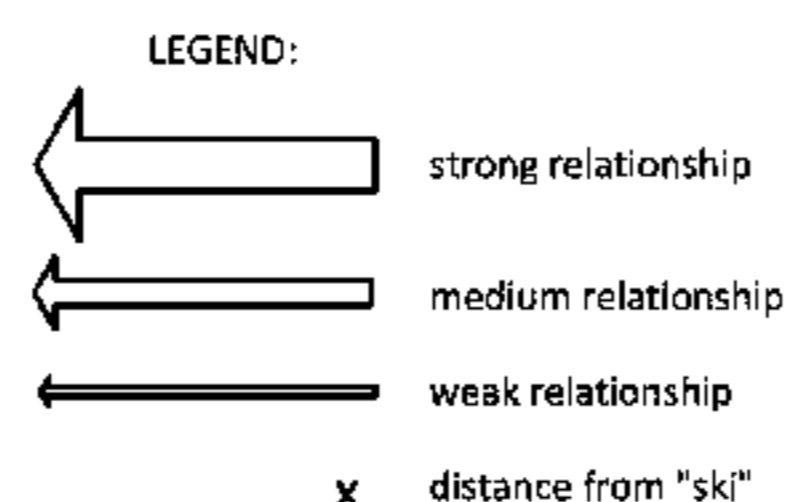 LEGEND:
strong relationship
medium relationship
weak relationship
x distance from "ski"